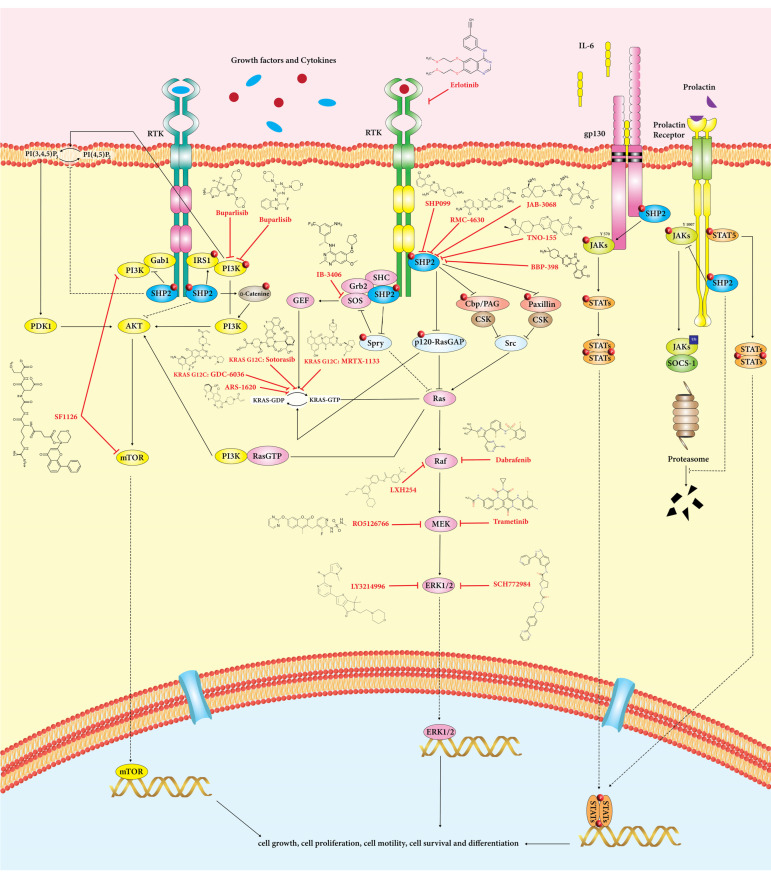 IL-6
Growth factors and Cytokines
Erlotinib
Prolactin
RTK
RTK
gp130
Prolactin
Receptor
PI(3,4,5)P
PI(4,5)P
SHP099
JAB-3068
RMC-4630
TNO-155
BBP-398
Buparlisib
Buparlisib
SHP2
Y 570
JAKs
Y 1007
JAKs
STAT5
Gab1
IRS1
PI3K
PI3K
SHP2
SHP2
SHP2
SHP2
α-Catenine
IB-3406
SHC
Grb2
SOS
SHP2
GEF
Cbp/PAG
Paxillin
CSK
CSK
STATs
PDK1
AKT
PI3K
Spry
p120-RasGAP
Src
STATs
STATs
STATs
STATs
JAKs
SOCS-1
KRAS G12C: Sotorasib
KRAS G12C: MRTX-1133
KRAS G12C: GDC-6036
ARS-1620
KRAS-GDP
KRAS-GTP
Ras
SF1126
mTOR
PI3K
RasGTP
Raf
Dabrafenib
LXH254
Proteasome
RO5126766
MEK
Trametinib
LY3214996
ERK1/2
SCH772984
ERK1/2
mTOR
STATs
STATs
cell growth, cell proliferation, cell motility, cell survival and differentiation